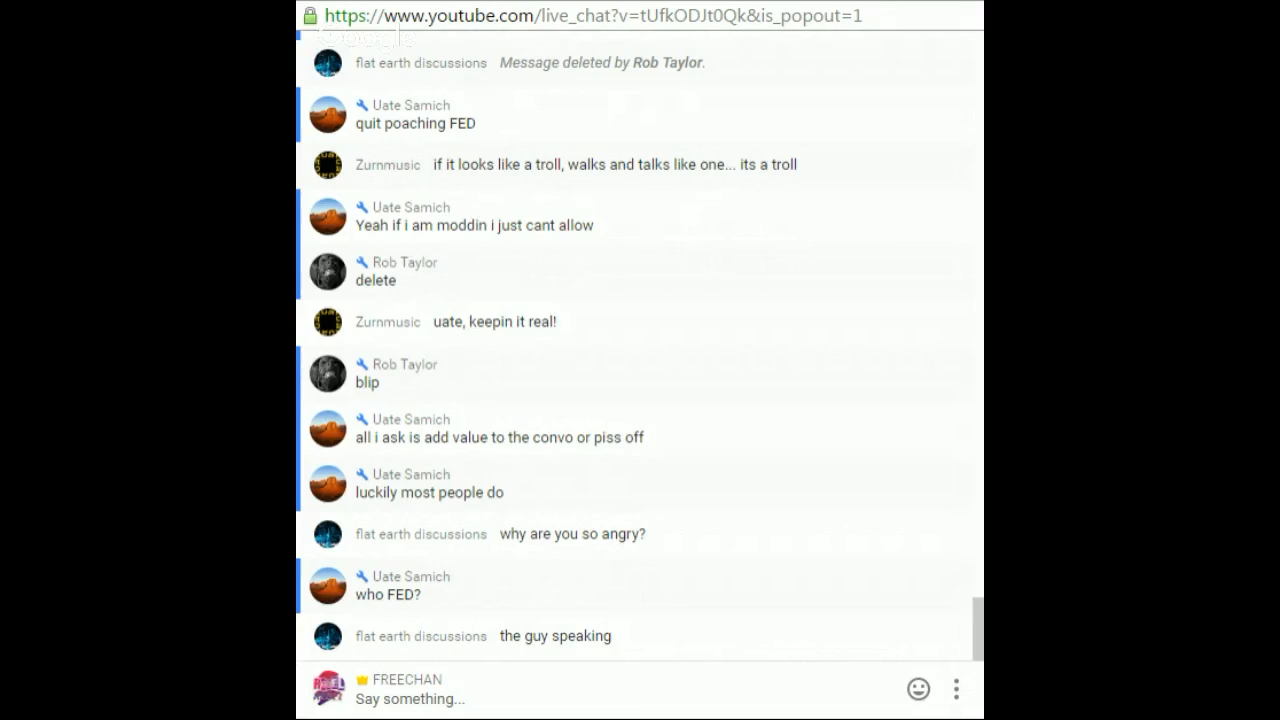 https://www.youtube.com/live_chat?v=tUfkODJt0Qk&is_popout=1
Google
flat earth discussions Message deleted by Rob Taylor.
Uate Samich
quit poaching FED
Zurnmusic if it looks like a troll, walks and talks like one... its a troll
Uate Samich
Yeah if i am moddin i just cant allow
Rob Taylor
delete
Zurnmusic uate, keepin it real!
Rob Taylor
blip
Uate Samich
all i ask is add value to the convo or piss off
Uate Samich
luckily most people do
flat earth discussions why are you so angry?
Uate Samich
who FED?
flat earth discussions the guy speaking
FREECHAN
Say something...